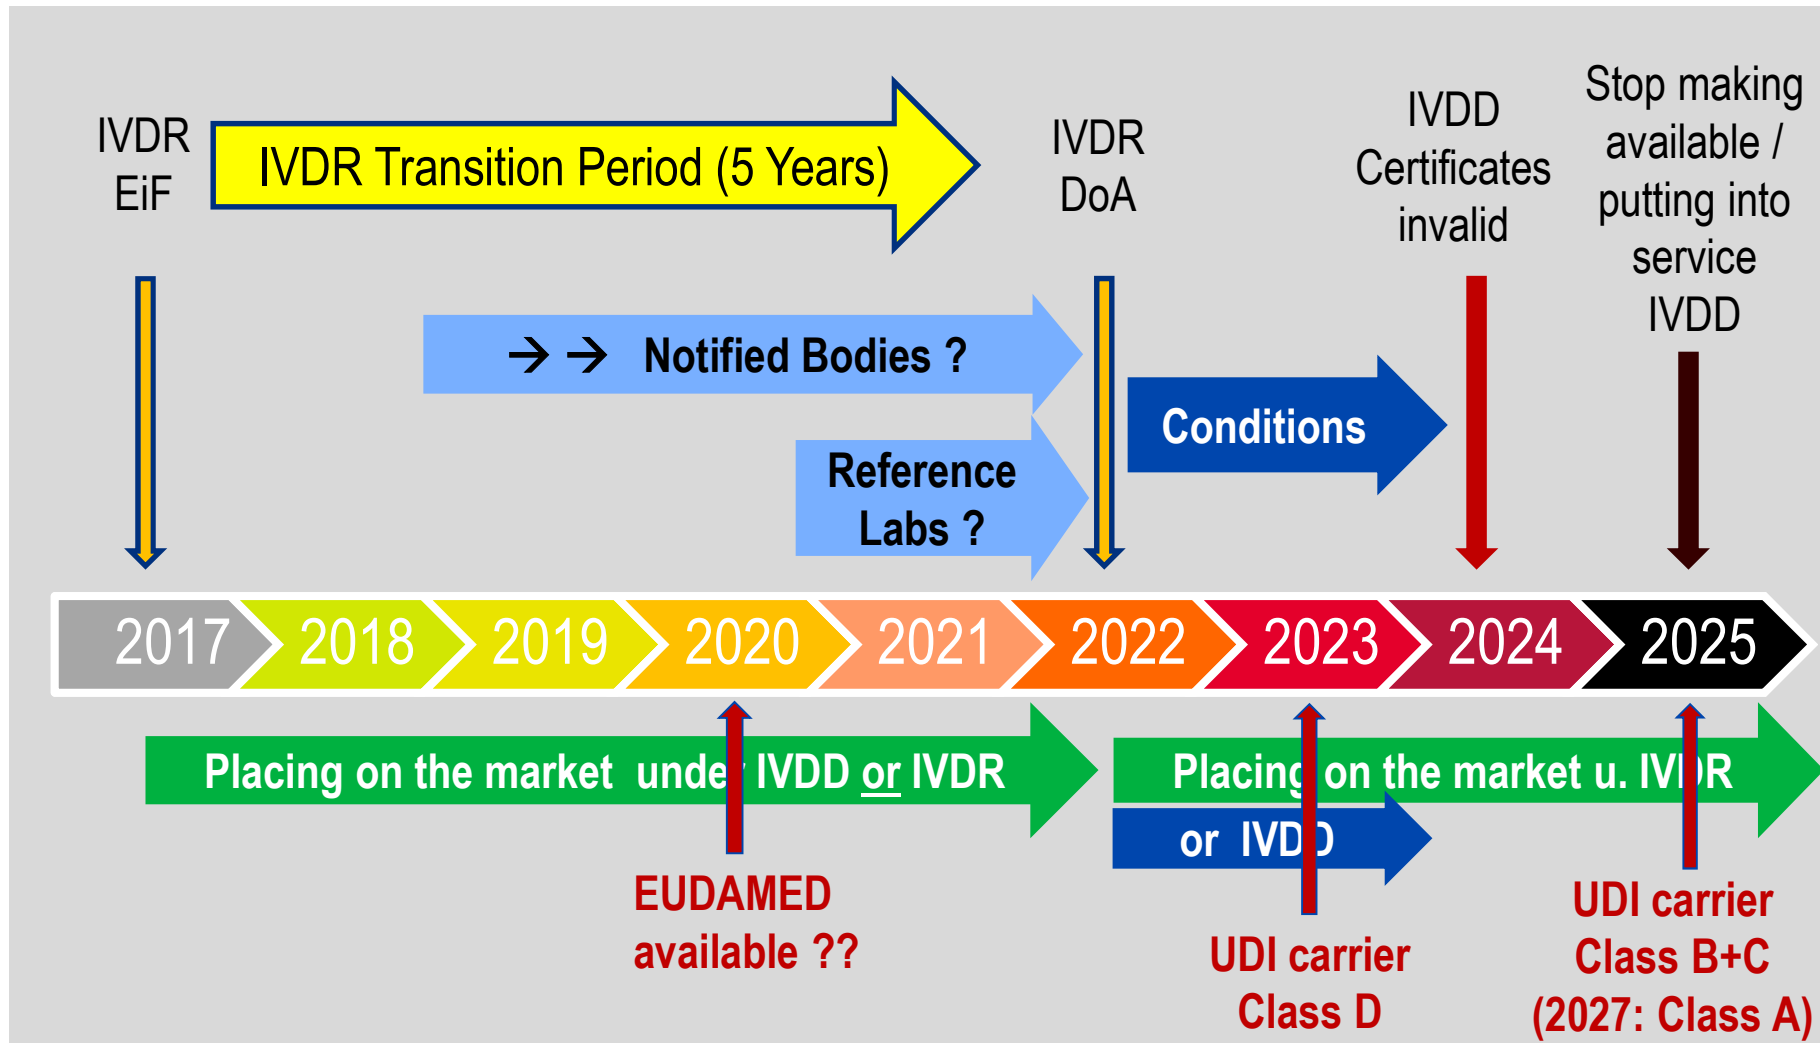 IVDR
EiF
IVDR Transition Period (5 Years)
IVDR
DoA
IVDD
Certificates
invalid
Stop making
available /
putting into
service
IVDD
→ → Notified Bodies ?
Reference
Labs ?
Conditions
2017
2018
2019
2020
2021
2022
2023
2024
2025
Placing on the market under IVDD or IVDR
Placing on the market u. IVDR
or IVDD
EUDAMED
available ??
UDI carrier
Class D
UDI carrier
Class B+C
(2027: Class A)